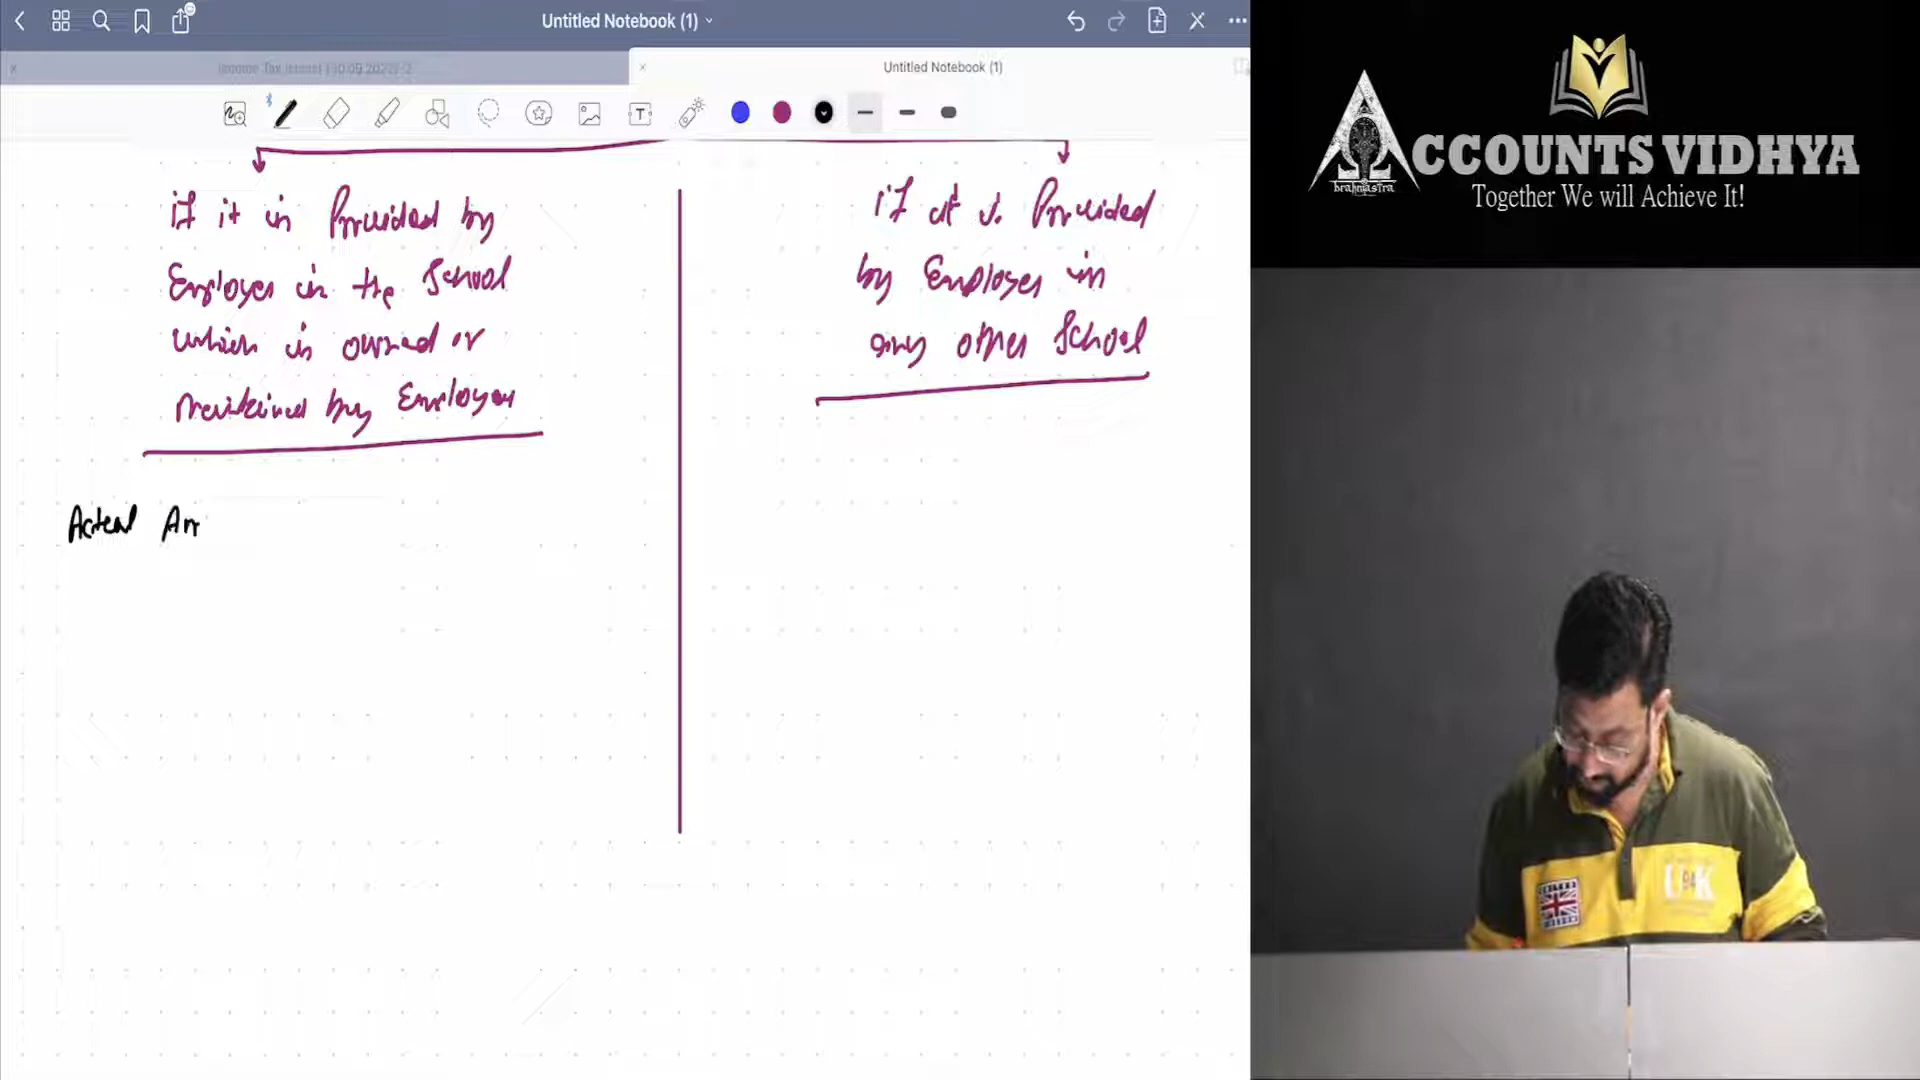 Untitled Notebook (1)
Untitled Notebook (1)
T
if it is Provided by
Employer in the School
which is owned or
maintained by Employer
if it is Provided
by Employer in
any other School
Actual Am
ACCOUNTS VIDHYA
brahmastra
Together We will Achieve It!